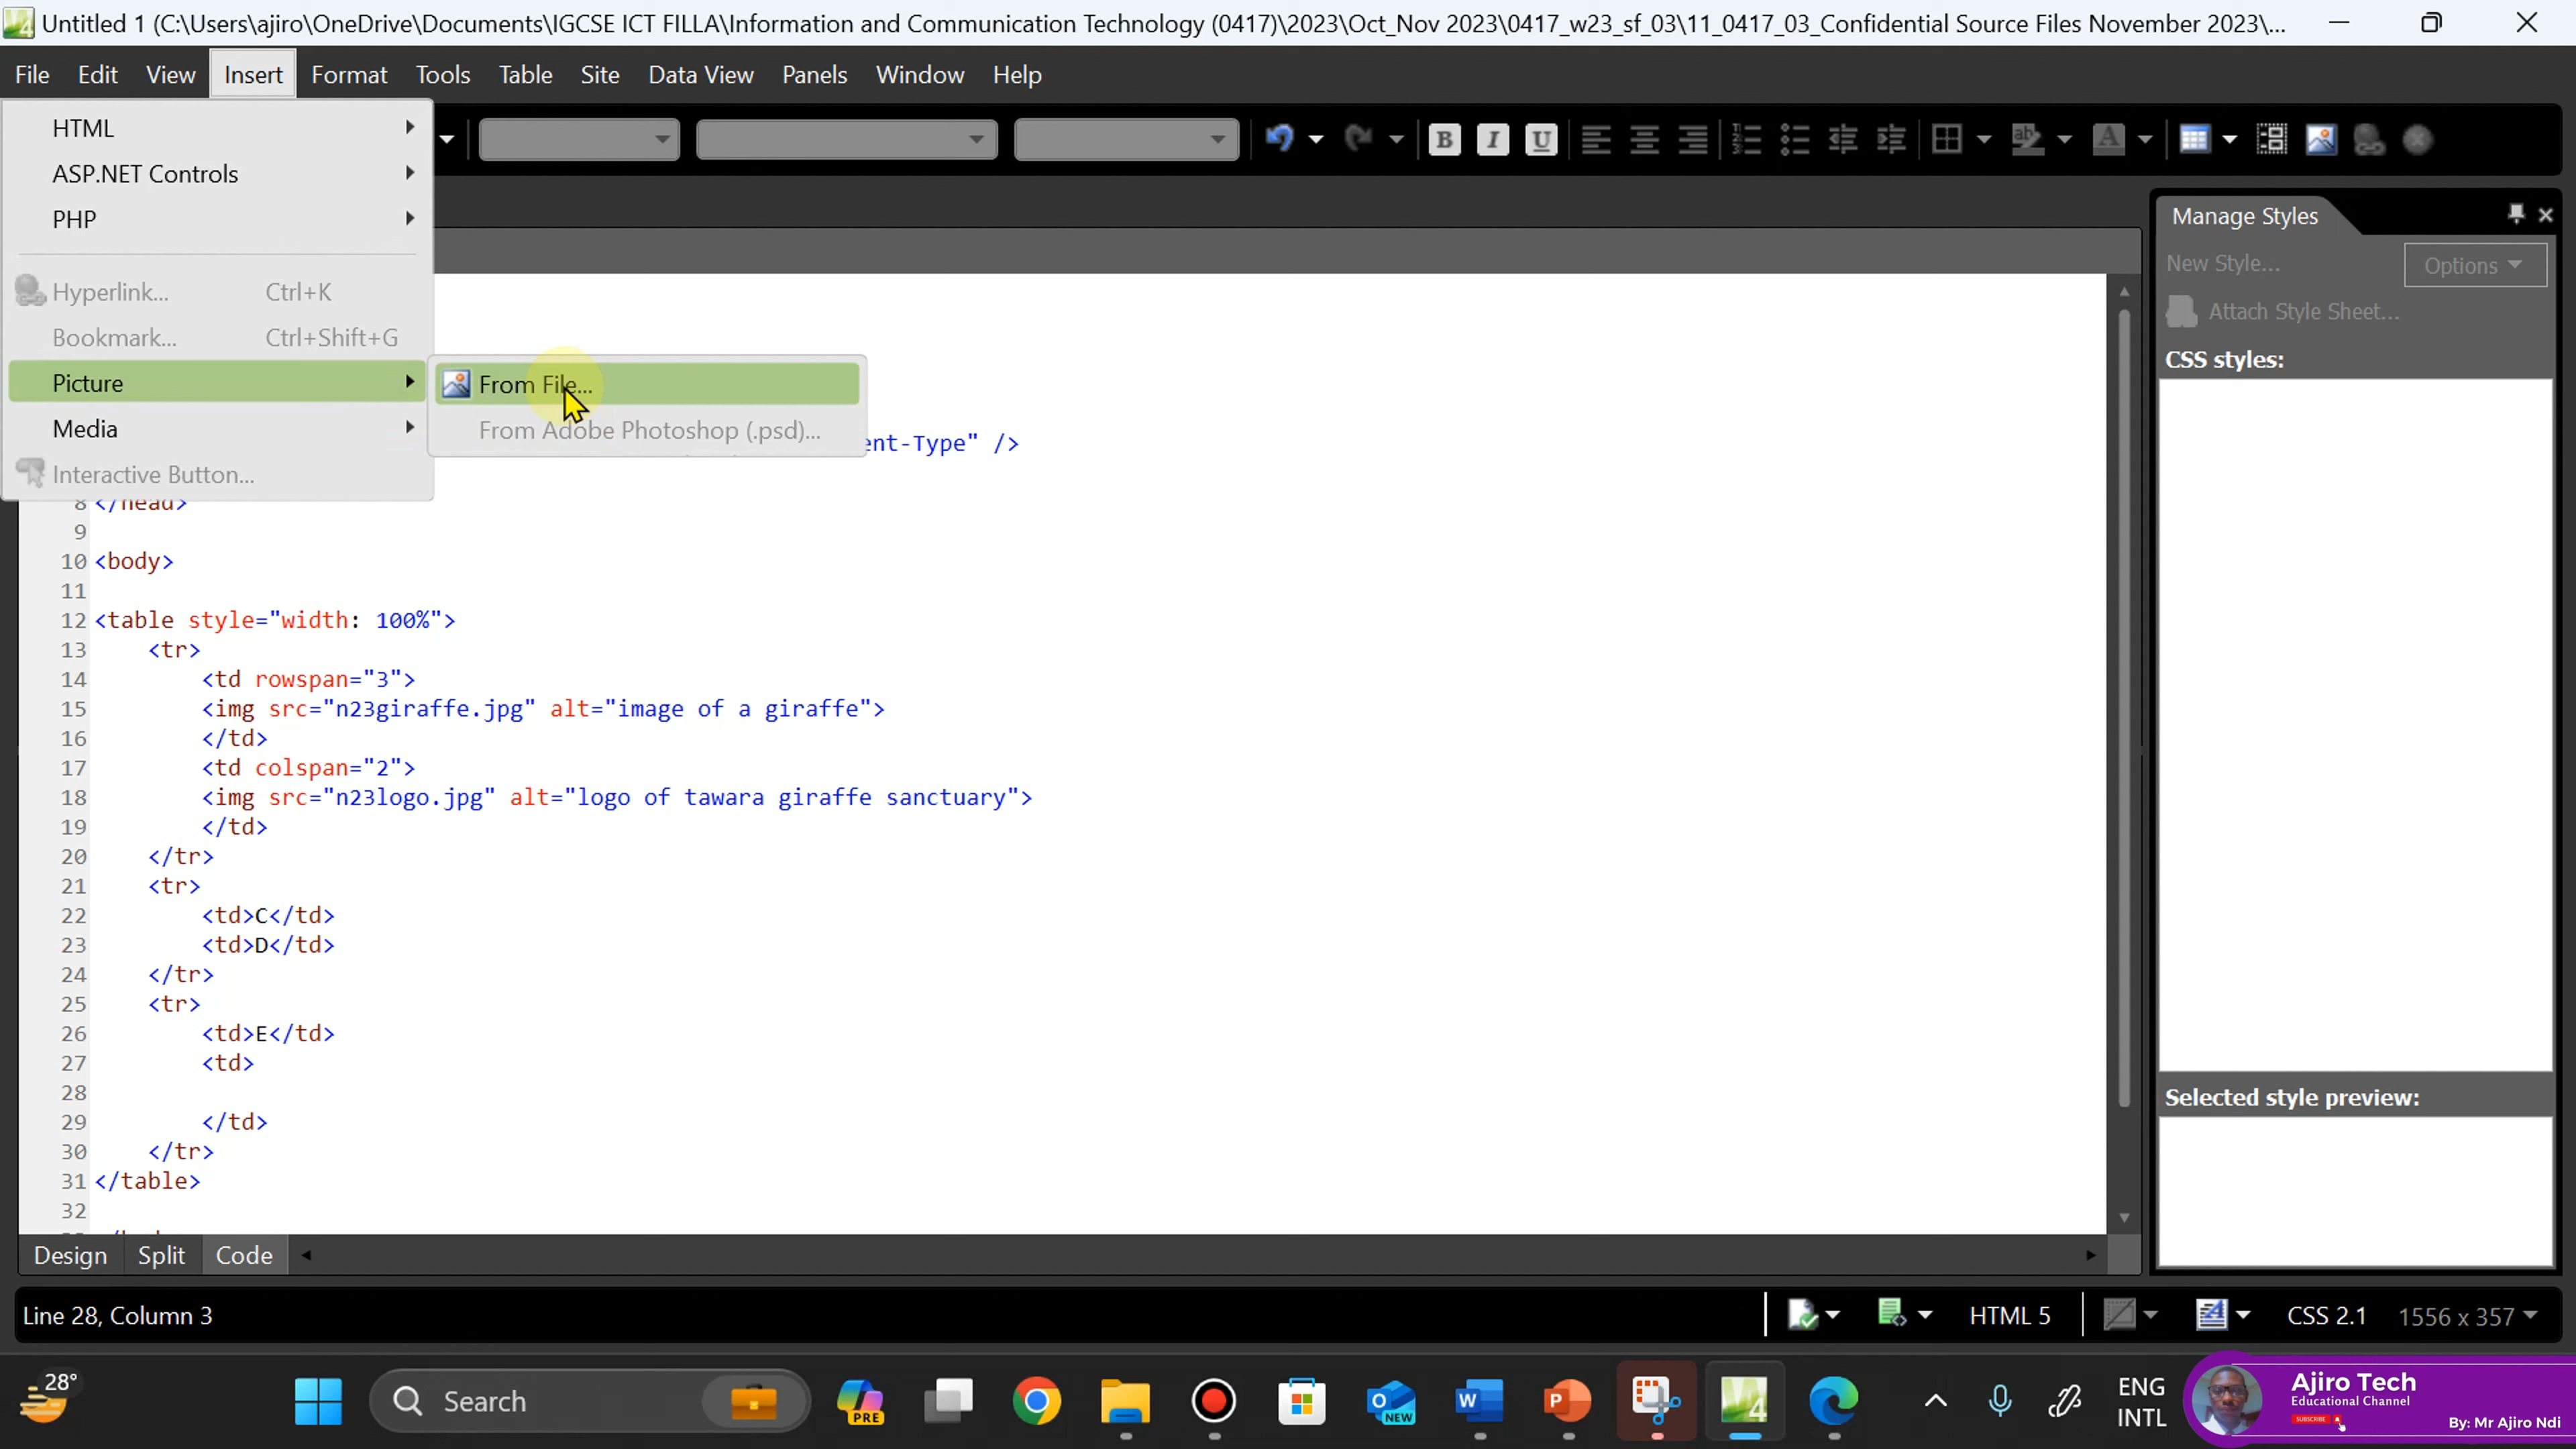 Untitled 1 (C:\Users\ajiro\OneDrive\Documents\IGCSE ICT FILLA\Information and Communication Technology (0417)\2023\Oct_Nov 2023\0417_w23_sf_03\11_0417_03_Confidential Source Files November 2023\...
File Edit View Insert Format Tools Table Site Data View Panels Window Help
HTML
ASP.NET Controls
PHP
Hyperlink... Ctrl+K
Bookmark... Ctrl+Shift+G
Picture
Media
Interactive Button...
From File...
From Adobe Photoshop (.psd)...
ent-Type" />
8 </head>
9
10 <body>
11
12 <table style="width: 100%">
13 <tr>
14 <td rowspan="3">
15 <img src="n23giraffe.jpg" alt="image of a giraffe">
16 </td>
17 <td colspan="2">
18 <img src="n23logo.jpg" alt="logo of tawara giraffe sanctuary">
19 </td>
20 </tr>
21 <tr>
22 <td>C</td>
23 <td>D</td>
24 </tr>
25 <tr>
26 <td>E</td>
27 <td>
28
29 </td>
30 </tr>
31 </table>
32
Manage Styles
New Style... Options
Attach Style Sheet...
CSS styles:
Selected style preview:
Design Split Code
Line 28, Column 3
HTML 5 CSS 2.1 1556 x 357
28°
Search
PRE
NEW
ENG
INTL
Ajiro Tech
Educational Channel
SUBSCRIBE
By: Mr Ajiro Ndi